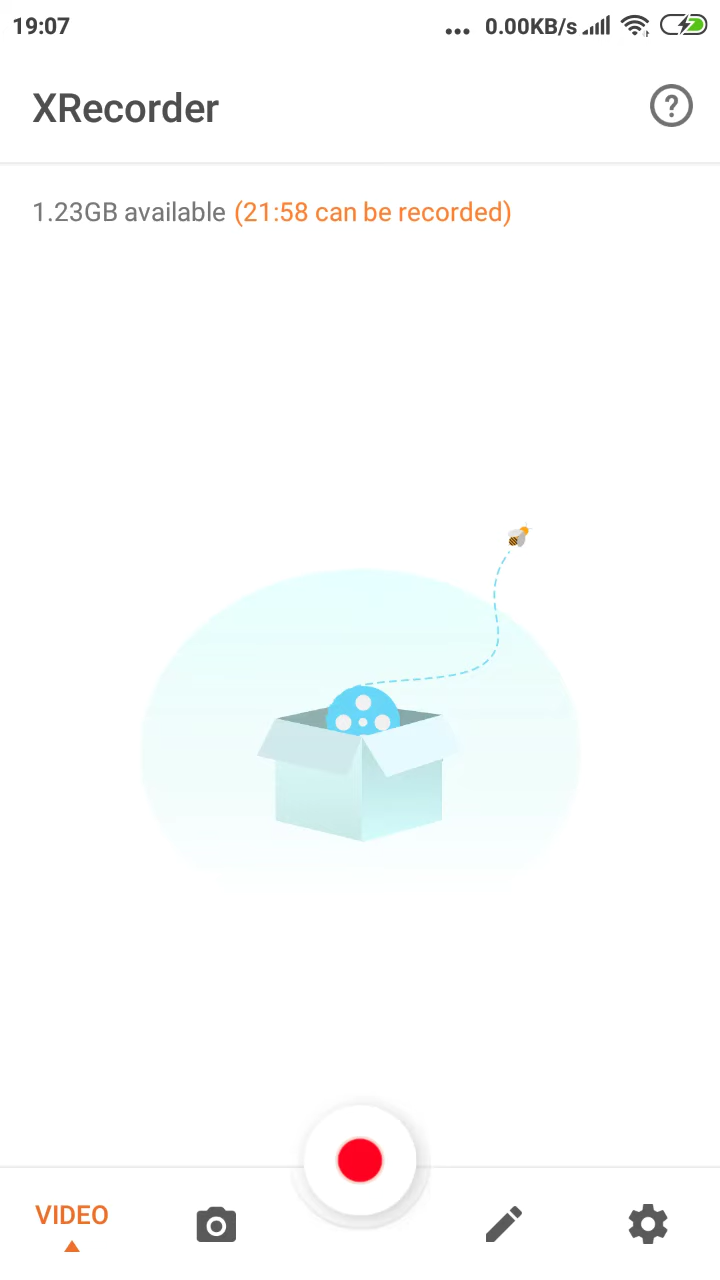 19:07 ... 0.00KB/s
XRecorder
1.23GB available (21:58 can be recorded)
VIDEO